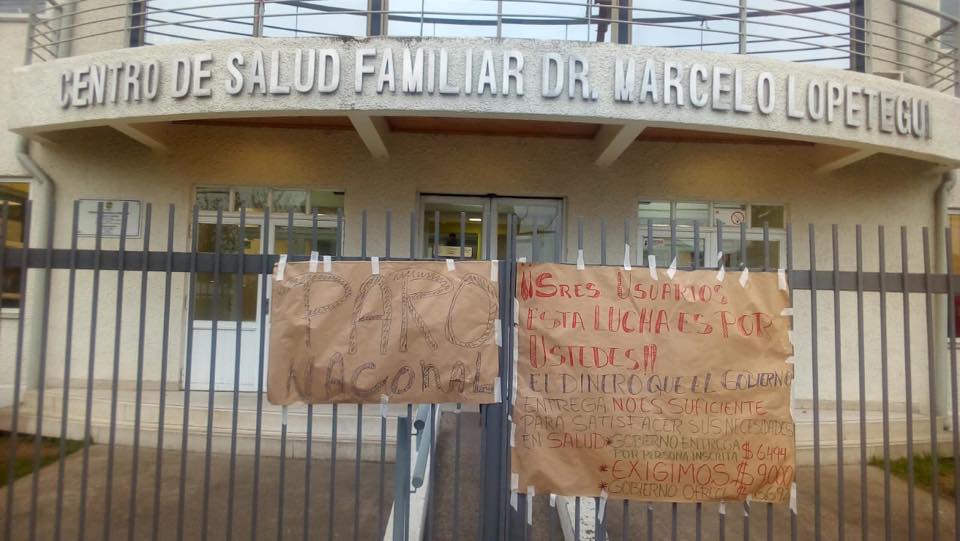 CENTRO DE SALUD FAMILIAR DR. MARCELO LOPETEGUI
PARO
NACIONAL
SRES USUARIOS
ESTA LUCHA ES POR
USTEDES!!
EL DINERO QUE EL GOBIERNO
ENTREGA NO ES SUFICIENTE
PARA SATISFACER SUS NECESIDADES
EN SALUD * GOBIERNO ENTREGA
POR PERSONA INSCRITA $ 6494
* EXIGIMOS $ 9000
* GOBIERNO OFRECE $